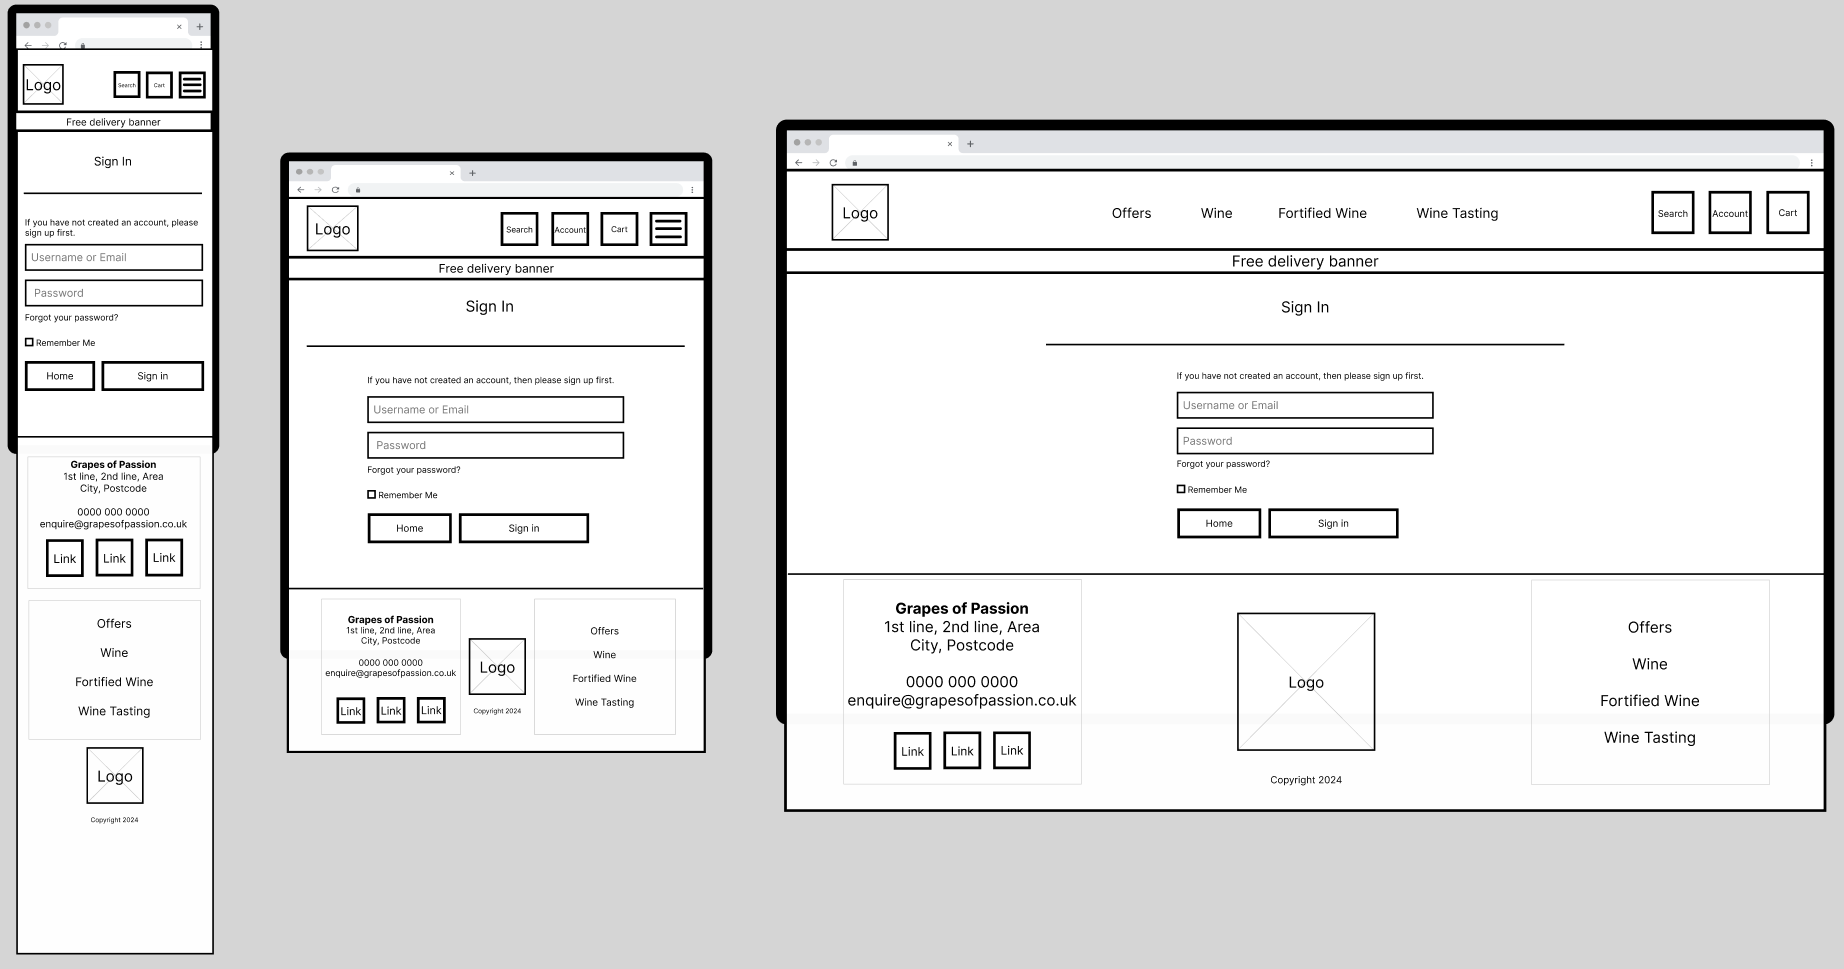 Logo
Search
Cart
Free delivery banner
Sign In
If you have not created an account, please
sign up first.
Username or Email
Password
Forgot your password?
Remember Me
Home
Sign in
Grapes of Passion
1st line, 2nd line, Area
City, Postcode
0000 000 0000
enquire@grapesofpassion.co.uk
Link
Link
Link
Offers
Wine
Fortified Wine
Wine Tasting
Logo
Copyright 2024
Logo
Search
Account
Cart
Free delivery banner
Sign In
If you have not created an account, then please sign up first.
Username or Email
Password
Forgot your password?
Remember Me
Home
Sign in
Grapes of Passion
1st line, 2nd line, Area
City, Postcode
0000 000 0000
enquire@grapesofpassion.co.uk
Link
Link
Link
Logo
Copyright 2024
Offers
Wine
Fortified Wine
Wine Tasting
Logo
Offers
Wine
Fortified Wine
Wine Tasting
Search
Account
Cart
Free delivery banner
Sign In
If you have not created an account, then please sign up first.
Username or Email
Password
Forgot your password?
Remember Me
Home
Sign in
Grapes of Passion
1st line, 2nd line, Area
City, Postcode
0000 000 0000
enquire@grapesofpassion.co.uk
Link
Link
Link
Logo
Copyright 2024
Offers
Wine
Fortified Wine
Wine Tasting